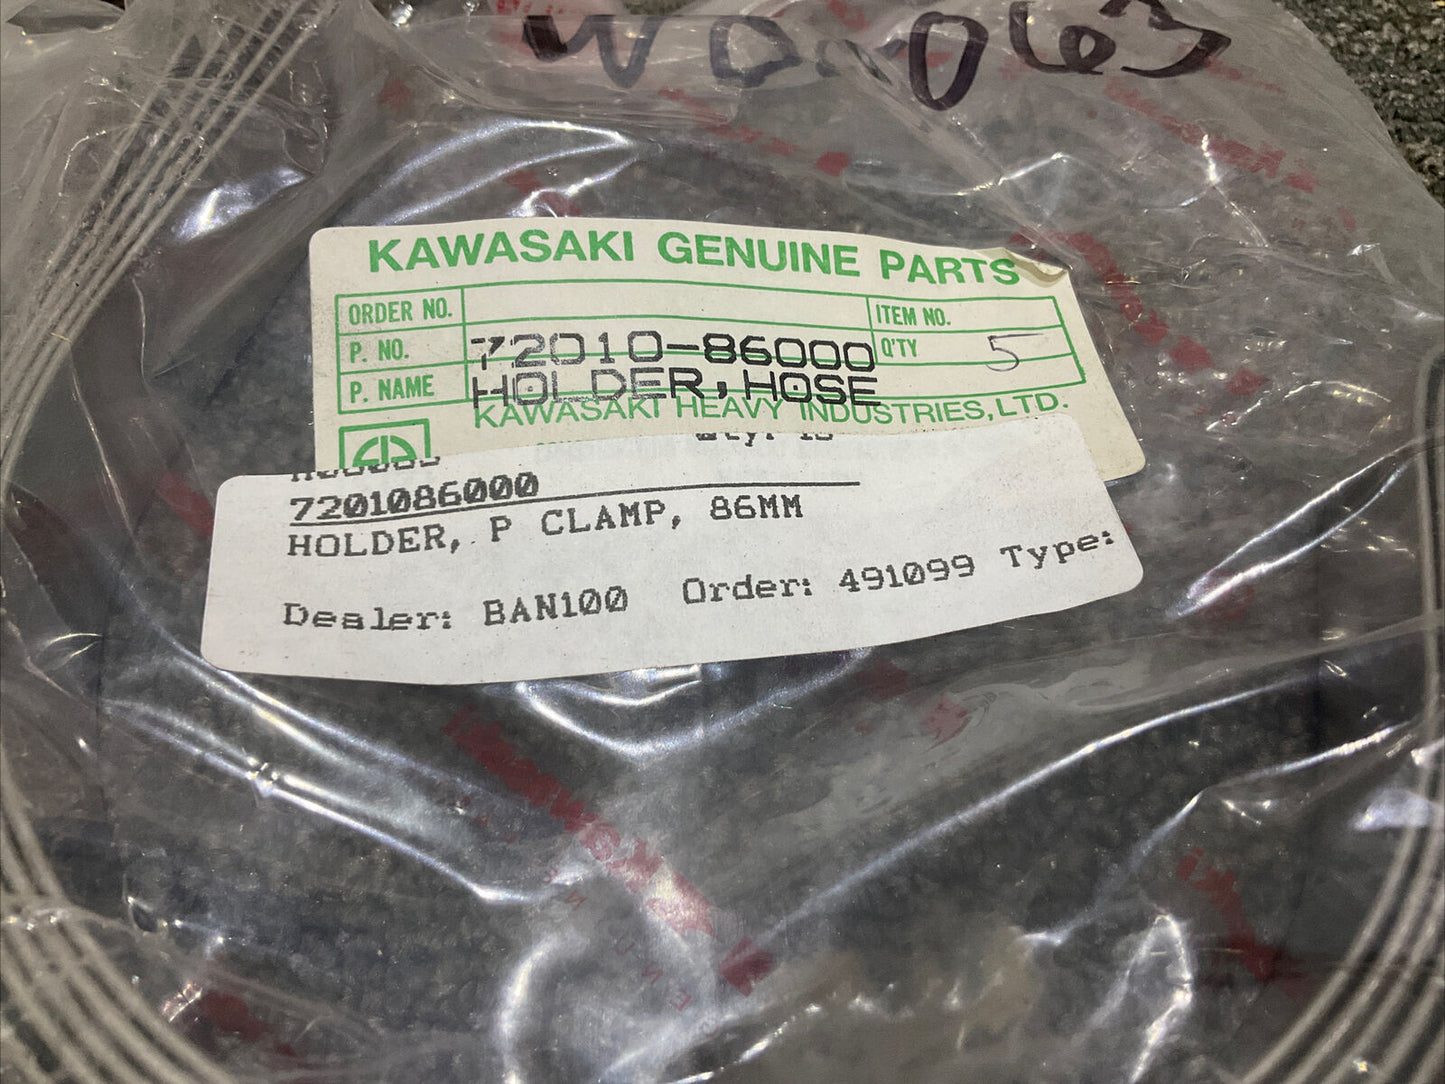 KAWASAKI GENUINE PARTS
ORDER NO.
ITEM NO.
P. NO. 72010-86000 Q'TY 5
P. NAME HOLDER, HOSE
KAWASAKI HEAVY INDUSTRIES, LTD.
7201086000
HOLDER, P CLAMP, 86MM
Dealer: BAN100 Order: 491099 Type: